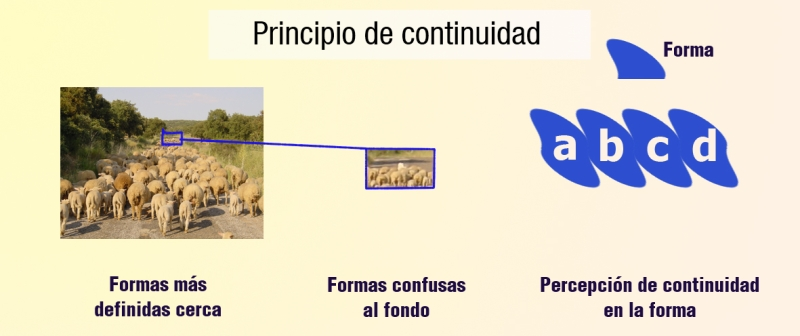 Principio de continuidad
Forma
a b c d
Formas más
definidas cerca
Formas confusas
al fondo
Percepción de continuidad
en la forma